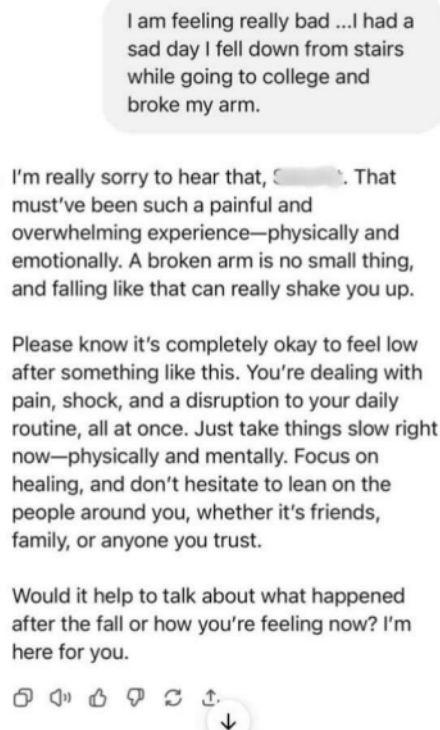 I am feeling really bad ...I had a
sad day I fell down from stairs
while going to college and
broke my arm.
I'm really sorry to hear that, . That
must've been such a painful and
overwhelming experience—physically and
emotionally. A broken arm is no small thing,
and falling like that can really shake you up.
Please know it's completely okay to feel low
after something like this. You're dealing with
pain, shock, and a disruption to your daily
routine, all at once. Just take things slow right
now—physically and mentally. Focus on
healing, and don't hesitate to lean on the
people around you, whether it's friends,
family, or anyone you trust.
Would it help to talk about what happened
after the fall or how you're feeling now? I'm
here for you.